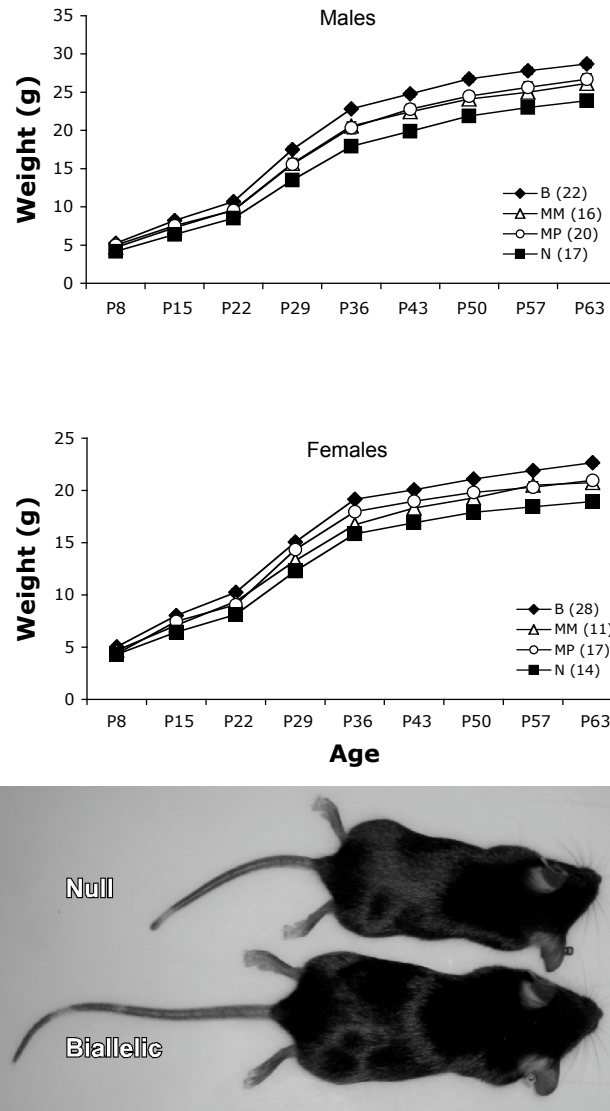 Males
35
30
25
20
15
10
5
0
Weight (g)
B (22)
MM (16)
MP (20)
N (17)
P8 P15 P22 P29 P36 P43 P50 P57 P63
Females
25
20
15
10
5
0
Weight (g)
B (28)
MM (11)
MP (17)
N (14)
P8 P15 P22 P29 P36 P43 P50 P57 P63
Age
Null
Biallelic